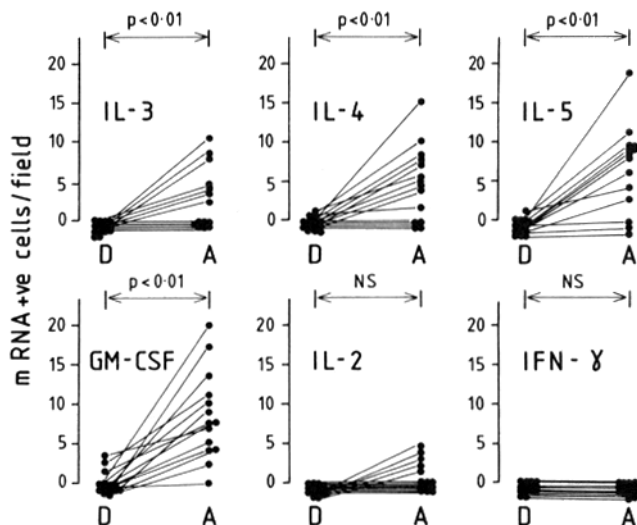 p<0·01 p<0·01 p<0·01
20 20 20
15 15 15
IL-3 IL-4 IL-5
10 10 10
5 5 5
0 0 0
D A D A D A
mRNA+ve cells/field
p<0·01 NS NS
20 20 20
GM-CSF IL-2 IFN-γ
15 15 15
10 10 10
5 5 5
0 0 0
D A D A D A